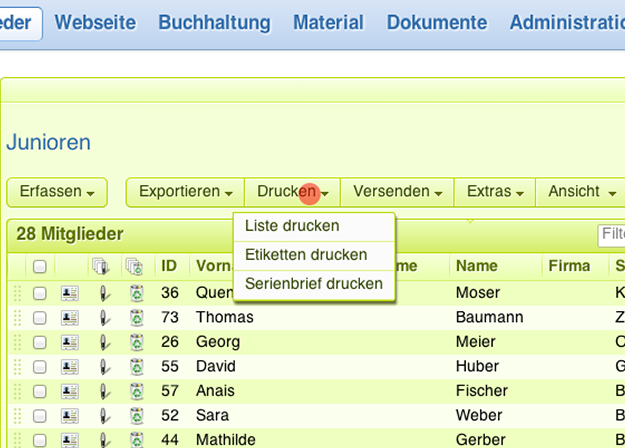 eder Webseite Buchhaltung Material Dokumente Administratio
Junioren
Erfassen Exportieren Drucken Versenden Extras Ansicht
Liste drucken
Etiketten drucken
Serienbrief drucken
28 Mitglieder Filte
ID Vorn me Name Firma S
36 Quen Moser K
73 Thomas Baumann Z
26 Georg Meier O
55 David Huber G
57 Anais Fischer B
52 Sara Weber B
44 Mathilde Gerber B